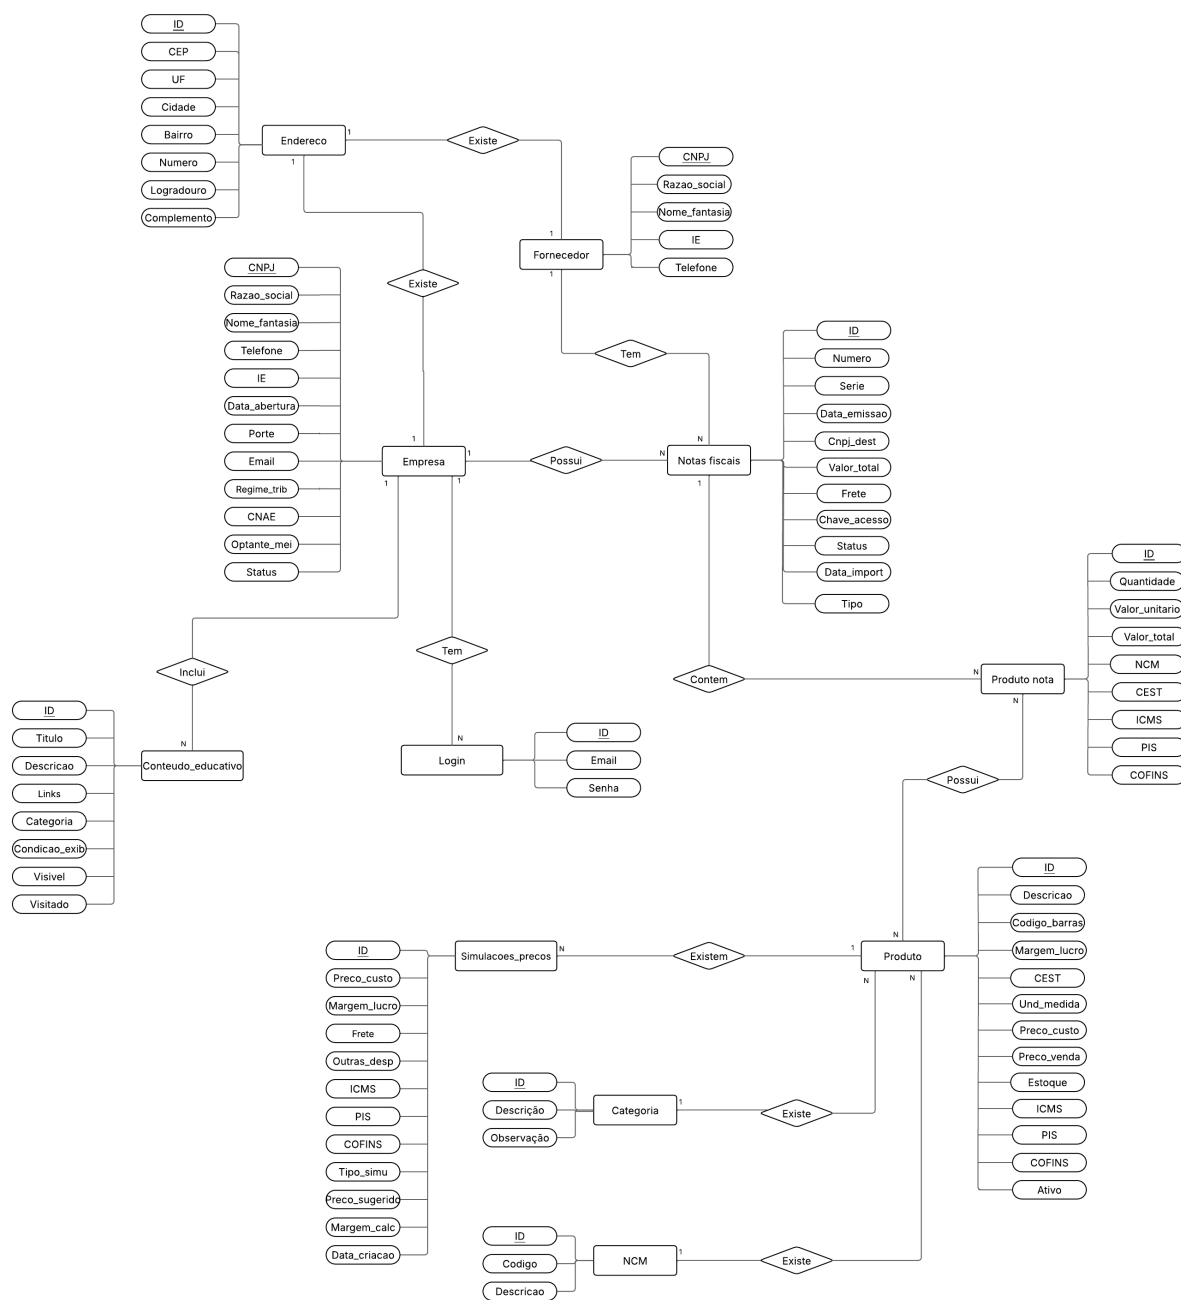 ID
CEP
UF
Cidade
Bairro
Numero
Logradouro
Complemento
Endereco
1
1
Existe
1
Fornecedor
1
CNPJ
Razao_social
Nome_fantasia
IE
Telefone
Existe
CNPJ
Razao_social
Nome_fantasia
Telefone
IE
Data_abertura
Porte
Email
Regime_trib
CNAE
Optante_mei
Status
1
Empresa
1
1
1
Tem
N
Possui
N
Notas fiscais
1
ID
Numero
Serie
Data_emissao
Cnpj_dest
Valor_total
Frete
Chave_acesso
Status
Data_import
Tipo
Inclui
N
Conteudo_educativo
ID
Titulo
Descricao
Links
Categoria
Condicao_exib
Visivel
Visitado
Tem
N
Login
ID
Email
Senha
Contem
N
Produto nota
N
ID
Quantidade
Valor_unitario
Valor_total
NCM
CEST
ICMS
PIS
COFINS
Possui
N
1
Produto
N
N
ID
Descricao
Codigo_barras
Margem_lucro
CEST
Und_medida
Preco_custo
Preco_venda
Estoque
ICMS
PIS
COFINS
Ativo
Existem
N
Simulacoes_precos
ID
Preco_custo
Margem_lucro
Frete
Outras_desp
ICMS
PIS
COFINS
Tipo_simu
Preco_sugerido
Margem_calc
Data_criacao
ID
Descrição
Observação
Categoria
1
Existe
ID
Codigo
Descricao
NCM
1
Existe